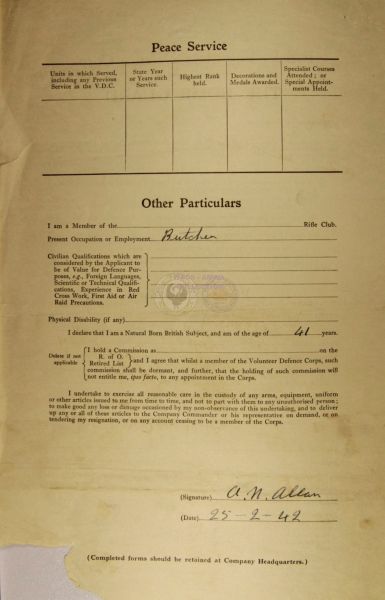 Peace Service
Units in which Served, including any Previous Service in the V.D.C.
State Year or Years such Service.
Highest Rank held.
Decorations and Medals Awarded.
Specialist Courses Attended; or Special Appointments Held.
Other Particulars
I am a Member of the Rifle Club.
Present Occupation or Employment Butcher
Civilian Qualifications which are
considered by the Applicant to
be of Value for Defence Pur-
poses, e.g., Foreign Languages,
Scientific or Technical Qualifi-
cations, Experience in Red
Cross Work, First Aid or Air
Raid Precautions.
Physical Disability (if any)
I declare that I am a Natural Born British Subject, and am of the age of 41 years.
Delete if not applicable
I hold a Commission as on the
R. of O.
Retired List
and I agree that whilst a member of the Volunteer Defence Corps, such
commission shall be dormant, and further, that the holding of such commission will
not entitle me, ipso facto, to any appointment in the Corps.
I undertake to exercise all reasonable care in the custody of any arms, equipment, uniform
or other articles issued to me from time to time, and not to part with them to any unauthorised person;
to make good any loss or damage occasioned by my non-observance of this undertaking, and to deliver
up any or all of these articles to the Company Commander or his representative on demand, or on
tendering my resignation, or on any account ceasing to be a member of the Corps.
(Signature) A. N. Allan
(Date) 25-2-42
(Completed forms should be retained at Company Headquarters.)